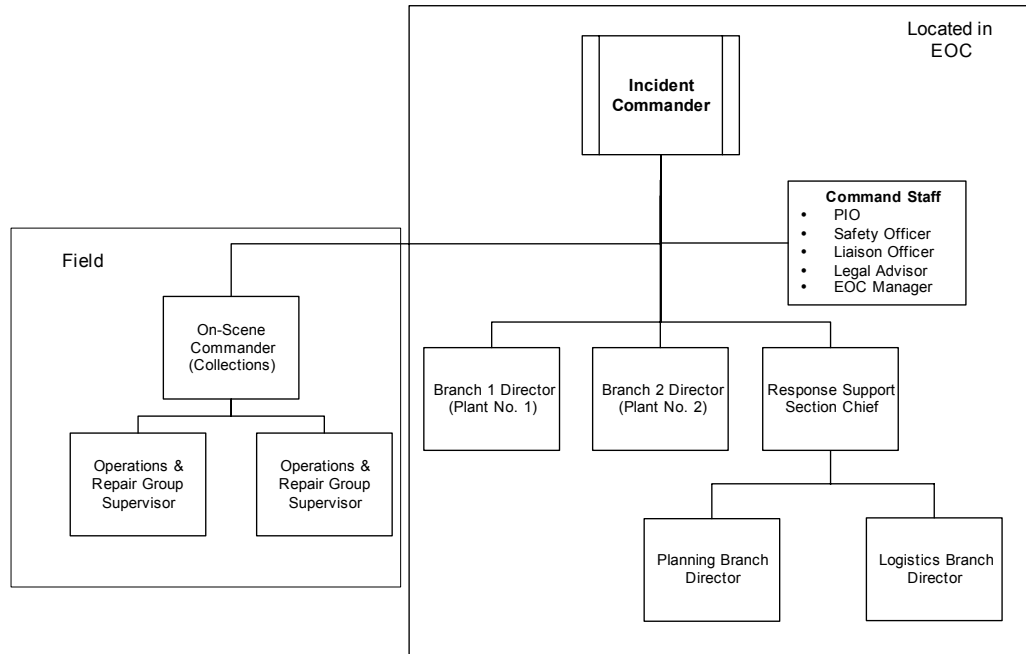 Located in
EOC
Incident
Commander
Command Staff
• PIO
• Safety Officer
• Liaison Officer
• Legal Advisor
• EOC Manager
Field
On-Scene
Commander
(Collections)
Operations &
Repair Group
Supervisor
Operations &
Repair Group
Supervisor
Branch 1 Director
(Plant No. 1)
Branch 2 Director
(Plant No. 2)
Response Support
Section Chief
Planning Branch
Director
Logistics Branch
Director